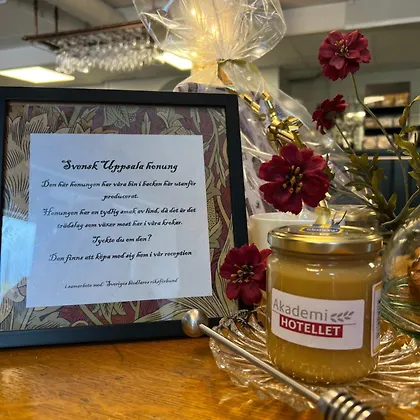 Svensk Uppsala honung
Den här honungen har våra bin i backen här utanför
producerat.
Honungen har en tydlig smak av lind, då det är det
trädslag som växer mest här i våra krokar.
Tyckte du om den?
Den finns att köpa med sig hem i vår reception
i samarbete med: Sveriges biodlares riksförbund
Akademi
HOTELLET